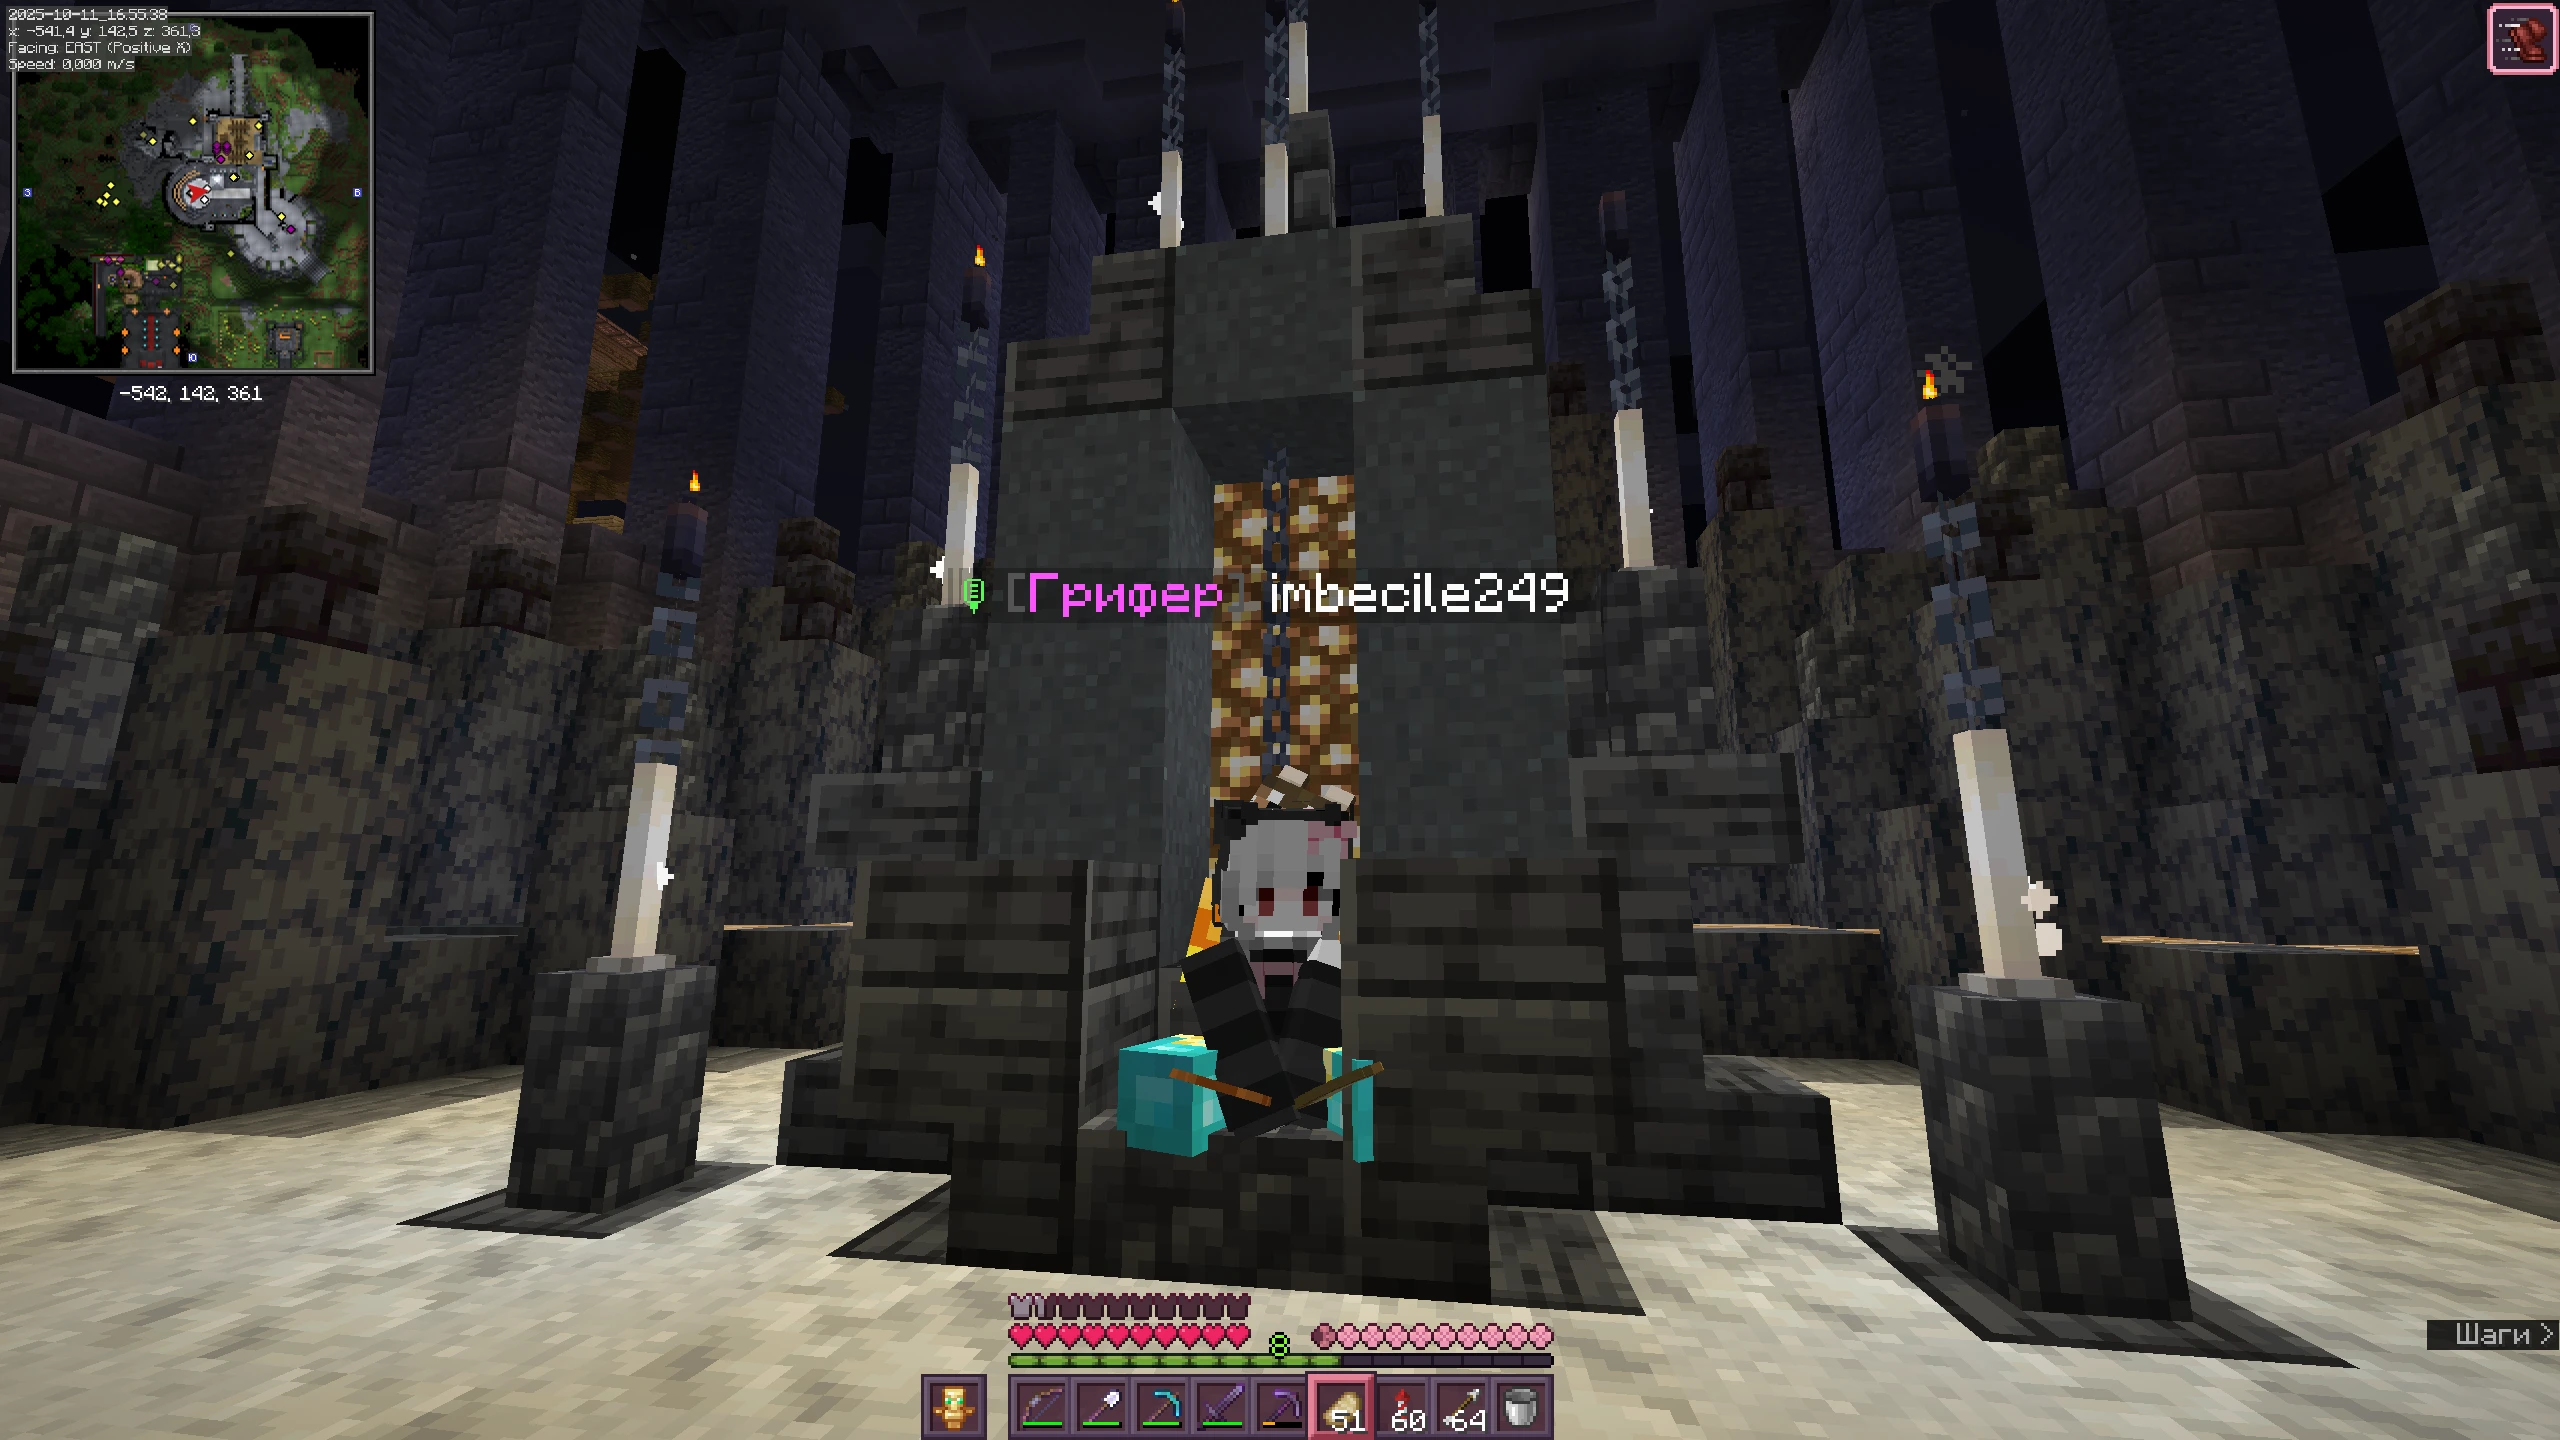 2025-10-11_16.55.38
x: -541,4 y: 142,5 z: 361,3
Facing: EAST (Positive X)
Speed: 0,000 m/s
З
В
Ю
-542, 142, 361
[Грифер] imbecile249
Шаги >
8
51
60
64